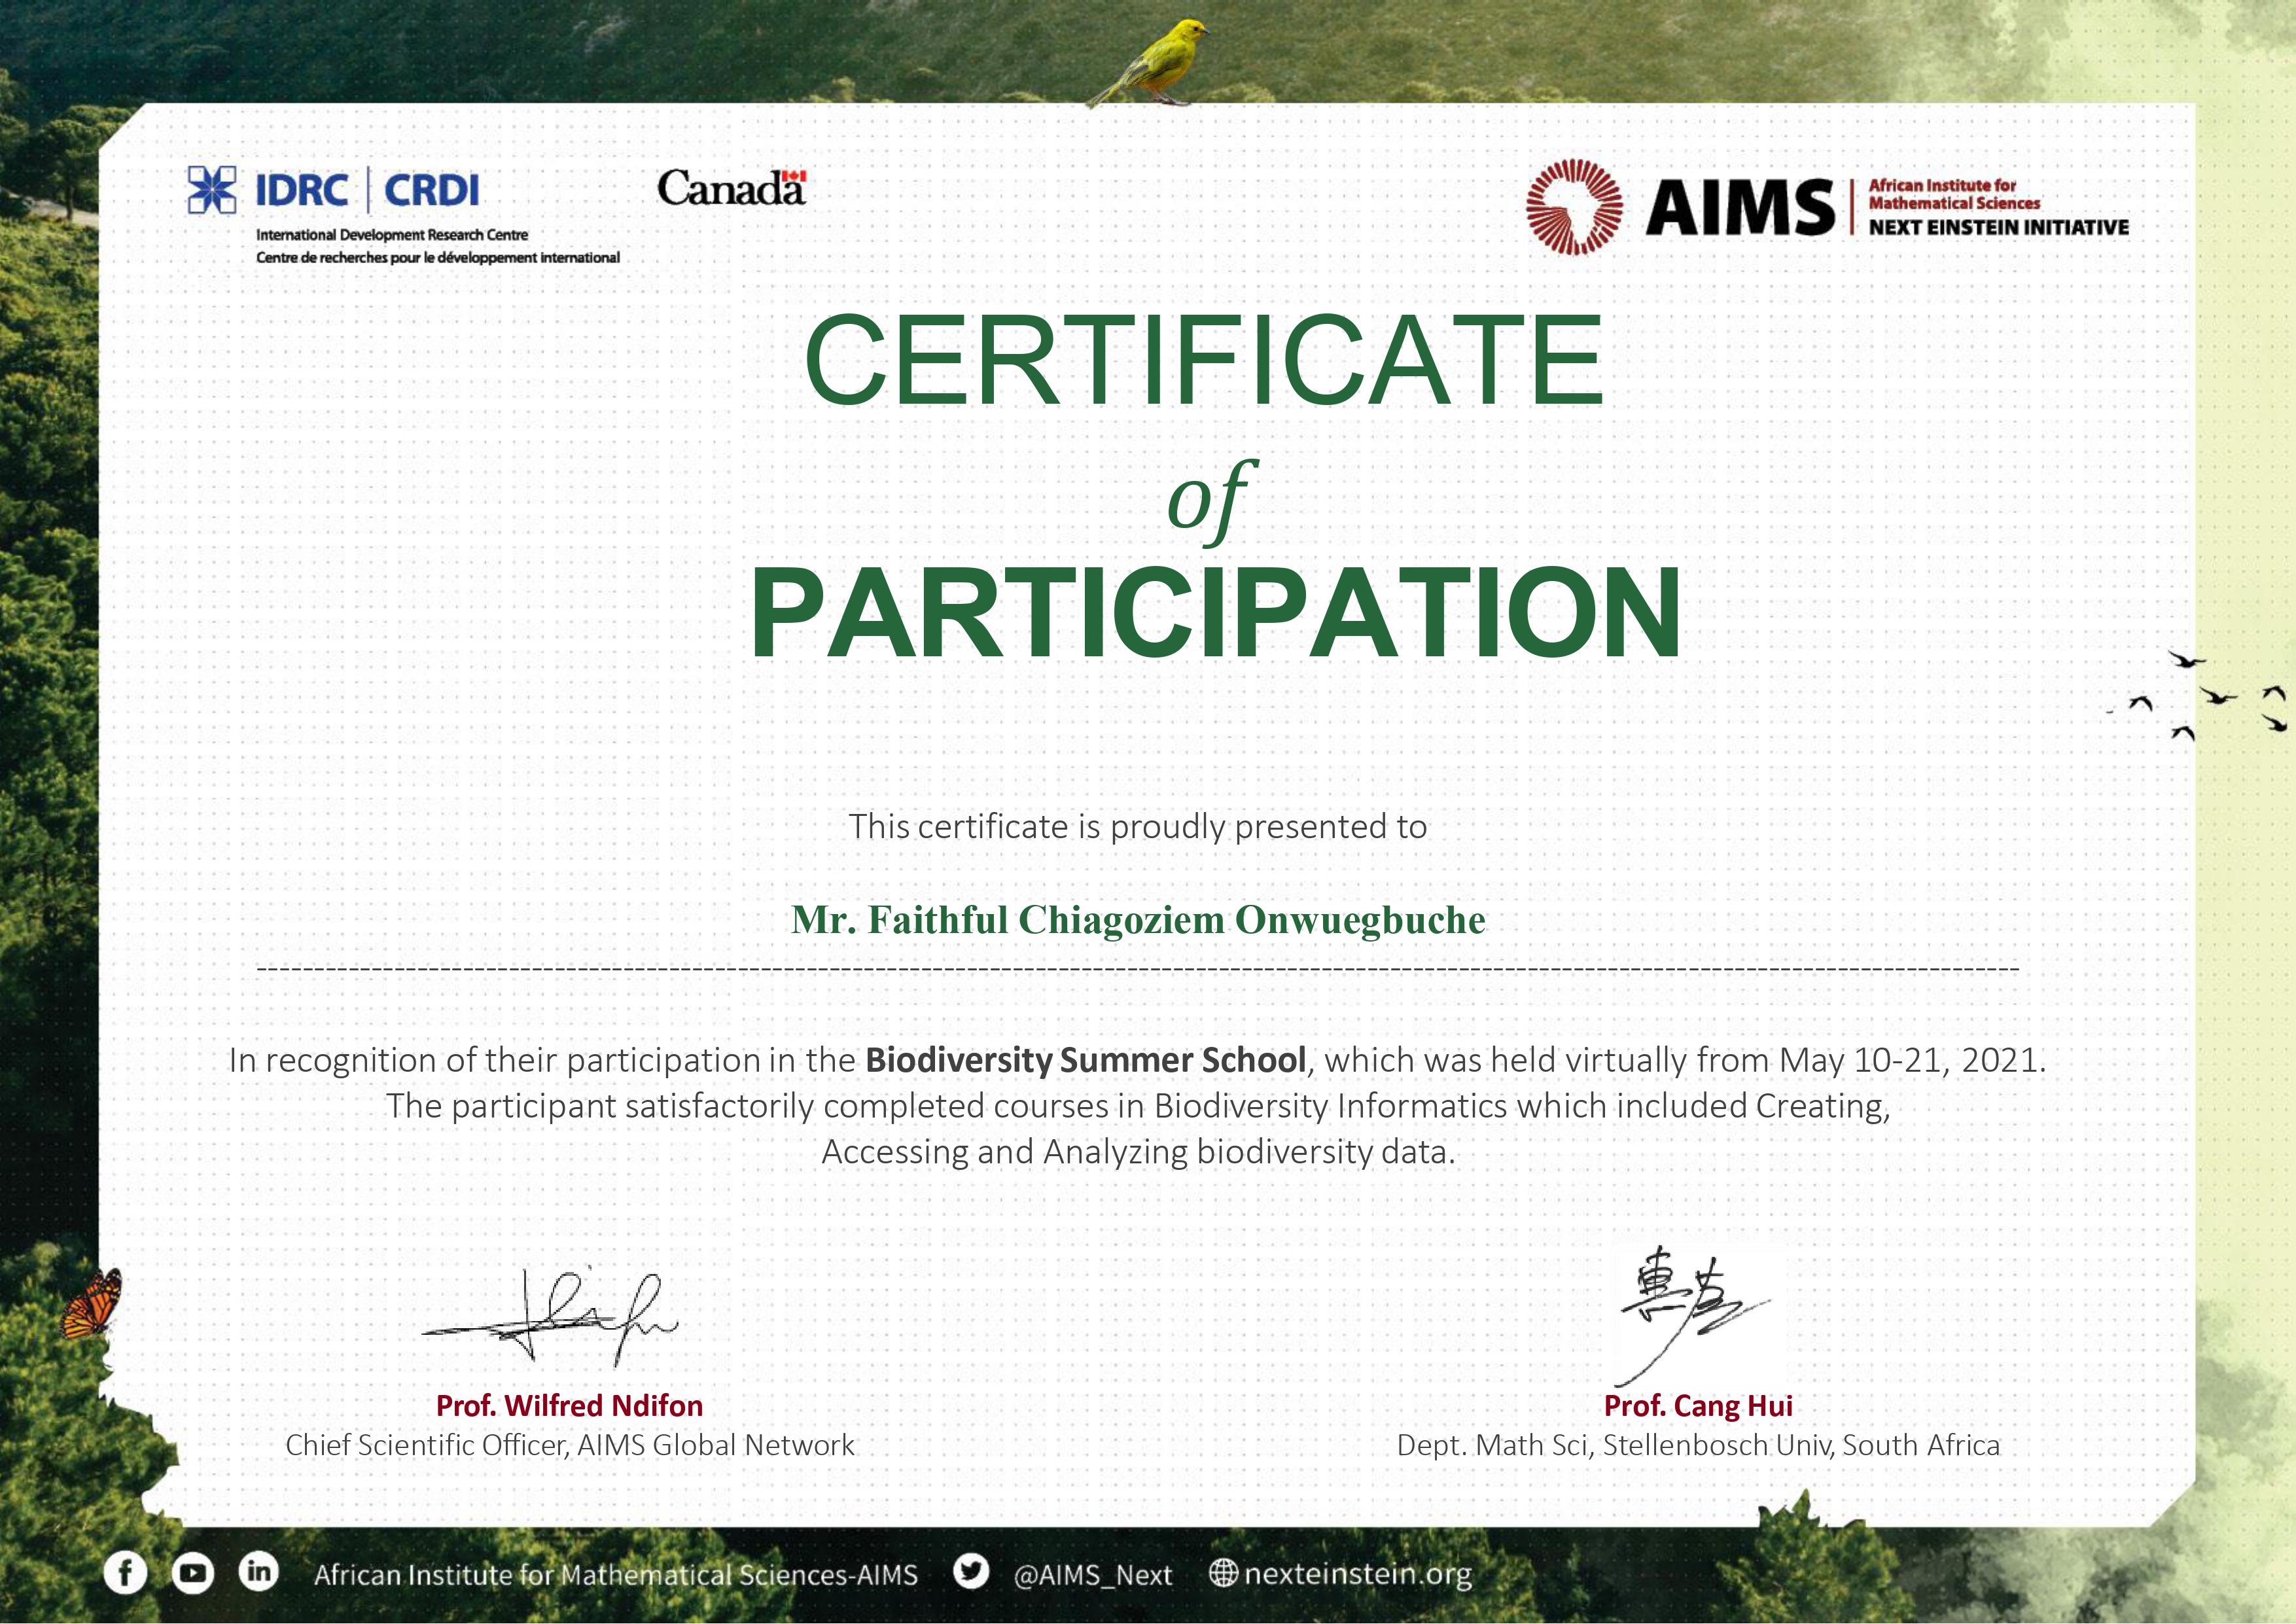 IDRC | CRDI
International Development Research Centre
Centre de recherches pour le développement international
Canada
AIMS
African Institute for
Mathematical Sciences
NEXT EINSTEIN INITIATIVE
CERTIFICATE
of
PARTICIPATION
This certificate is proudly presented to
Mr. Faithful Chiagoziem Onwuegbuche
In recognition of their participation in the Biodiversity Summer School, which was held virtually from May 10-21, 2021.
The participant satisfactorily completed courses in Biodiversity Informatics which included Creating,
Accessing and Analyzing biodiversity data.
Prof. Wilfred Ndifon
Chief Scientific Officer, AIMS Global Network
Prof. Cang Hui
Dept. Math Sci, Stellenbosch Univ, South Africa
African Institute for Mathematical Sciences-AIMS @AIMS_Next nexteinstein.org